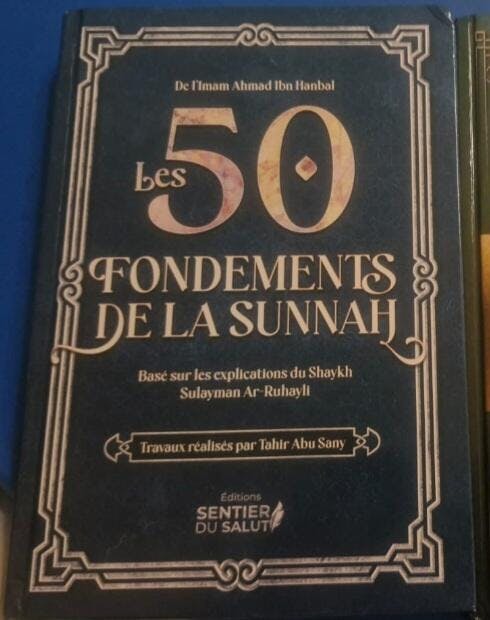 De l'Imam Ahmad Ibn Hanbal
Les 50
FONDEMENTS
DE LA SUNNAH
Basé sur les explications du Shaykh
Sulayman Ar-Ruhayli
Travaux réalisés par Tahir Abu Sany
Éditions
SENTIER
DU SALUT